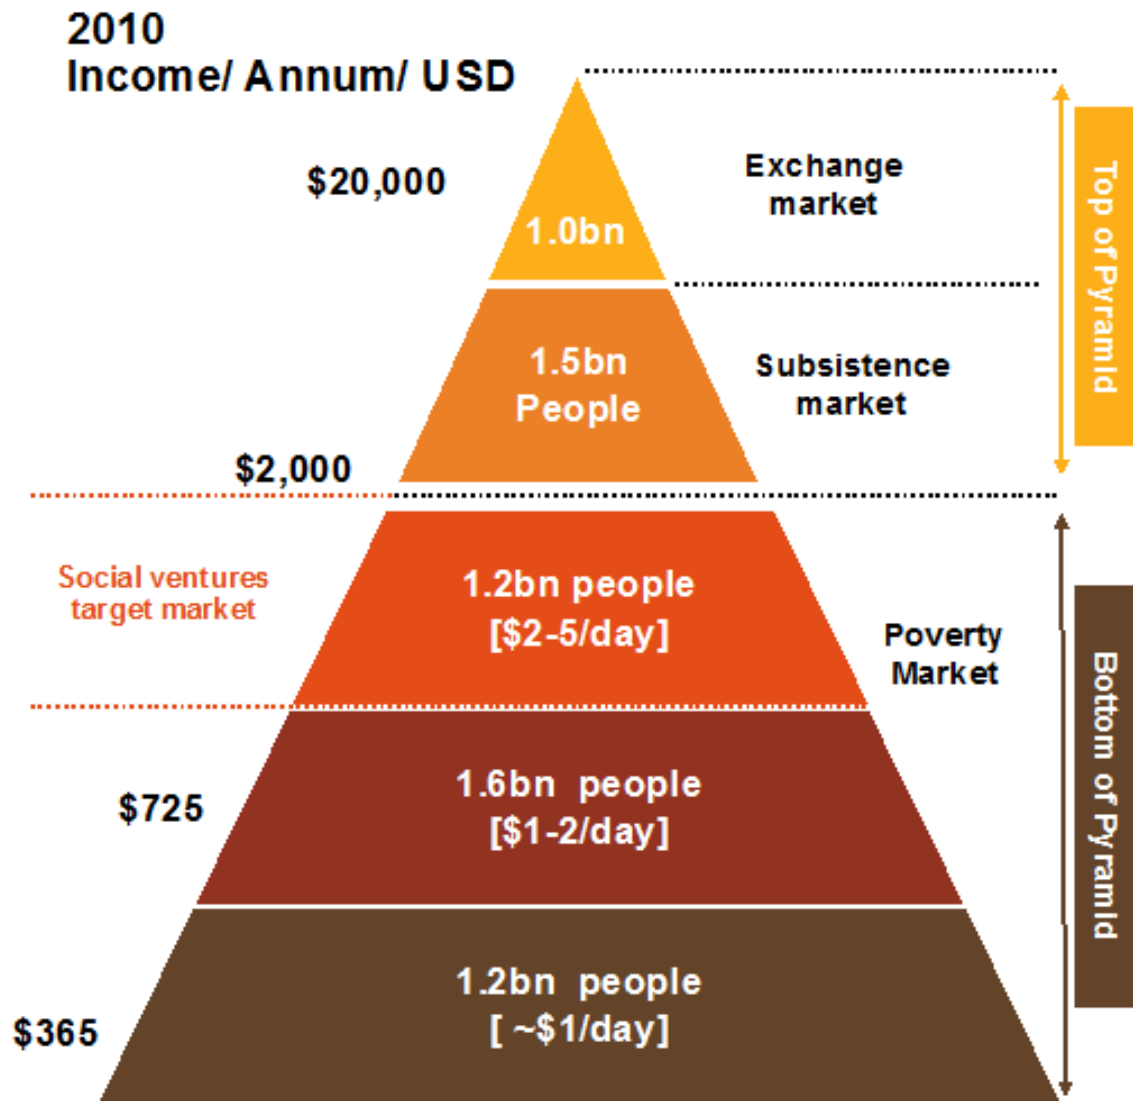 2010
Income/ Annum/ USD
$20,000
Exchange
market
1.0bn
Top of Pyramid
1.5bn
People
Subsistence
market
$2,000
Social ventures
target market
1.2bn people
[$2-5/day]
Poverty
Market
Bottom of Pyramid
$725
1.6bn people
[$1-2/day]
$365
1.2bn people
[ ~$1/day]